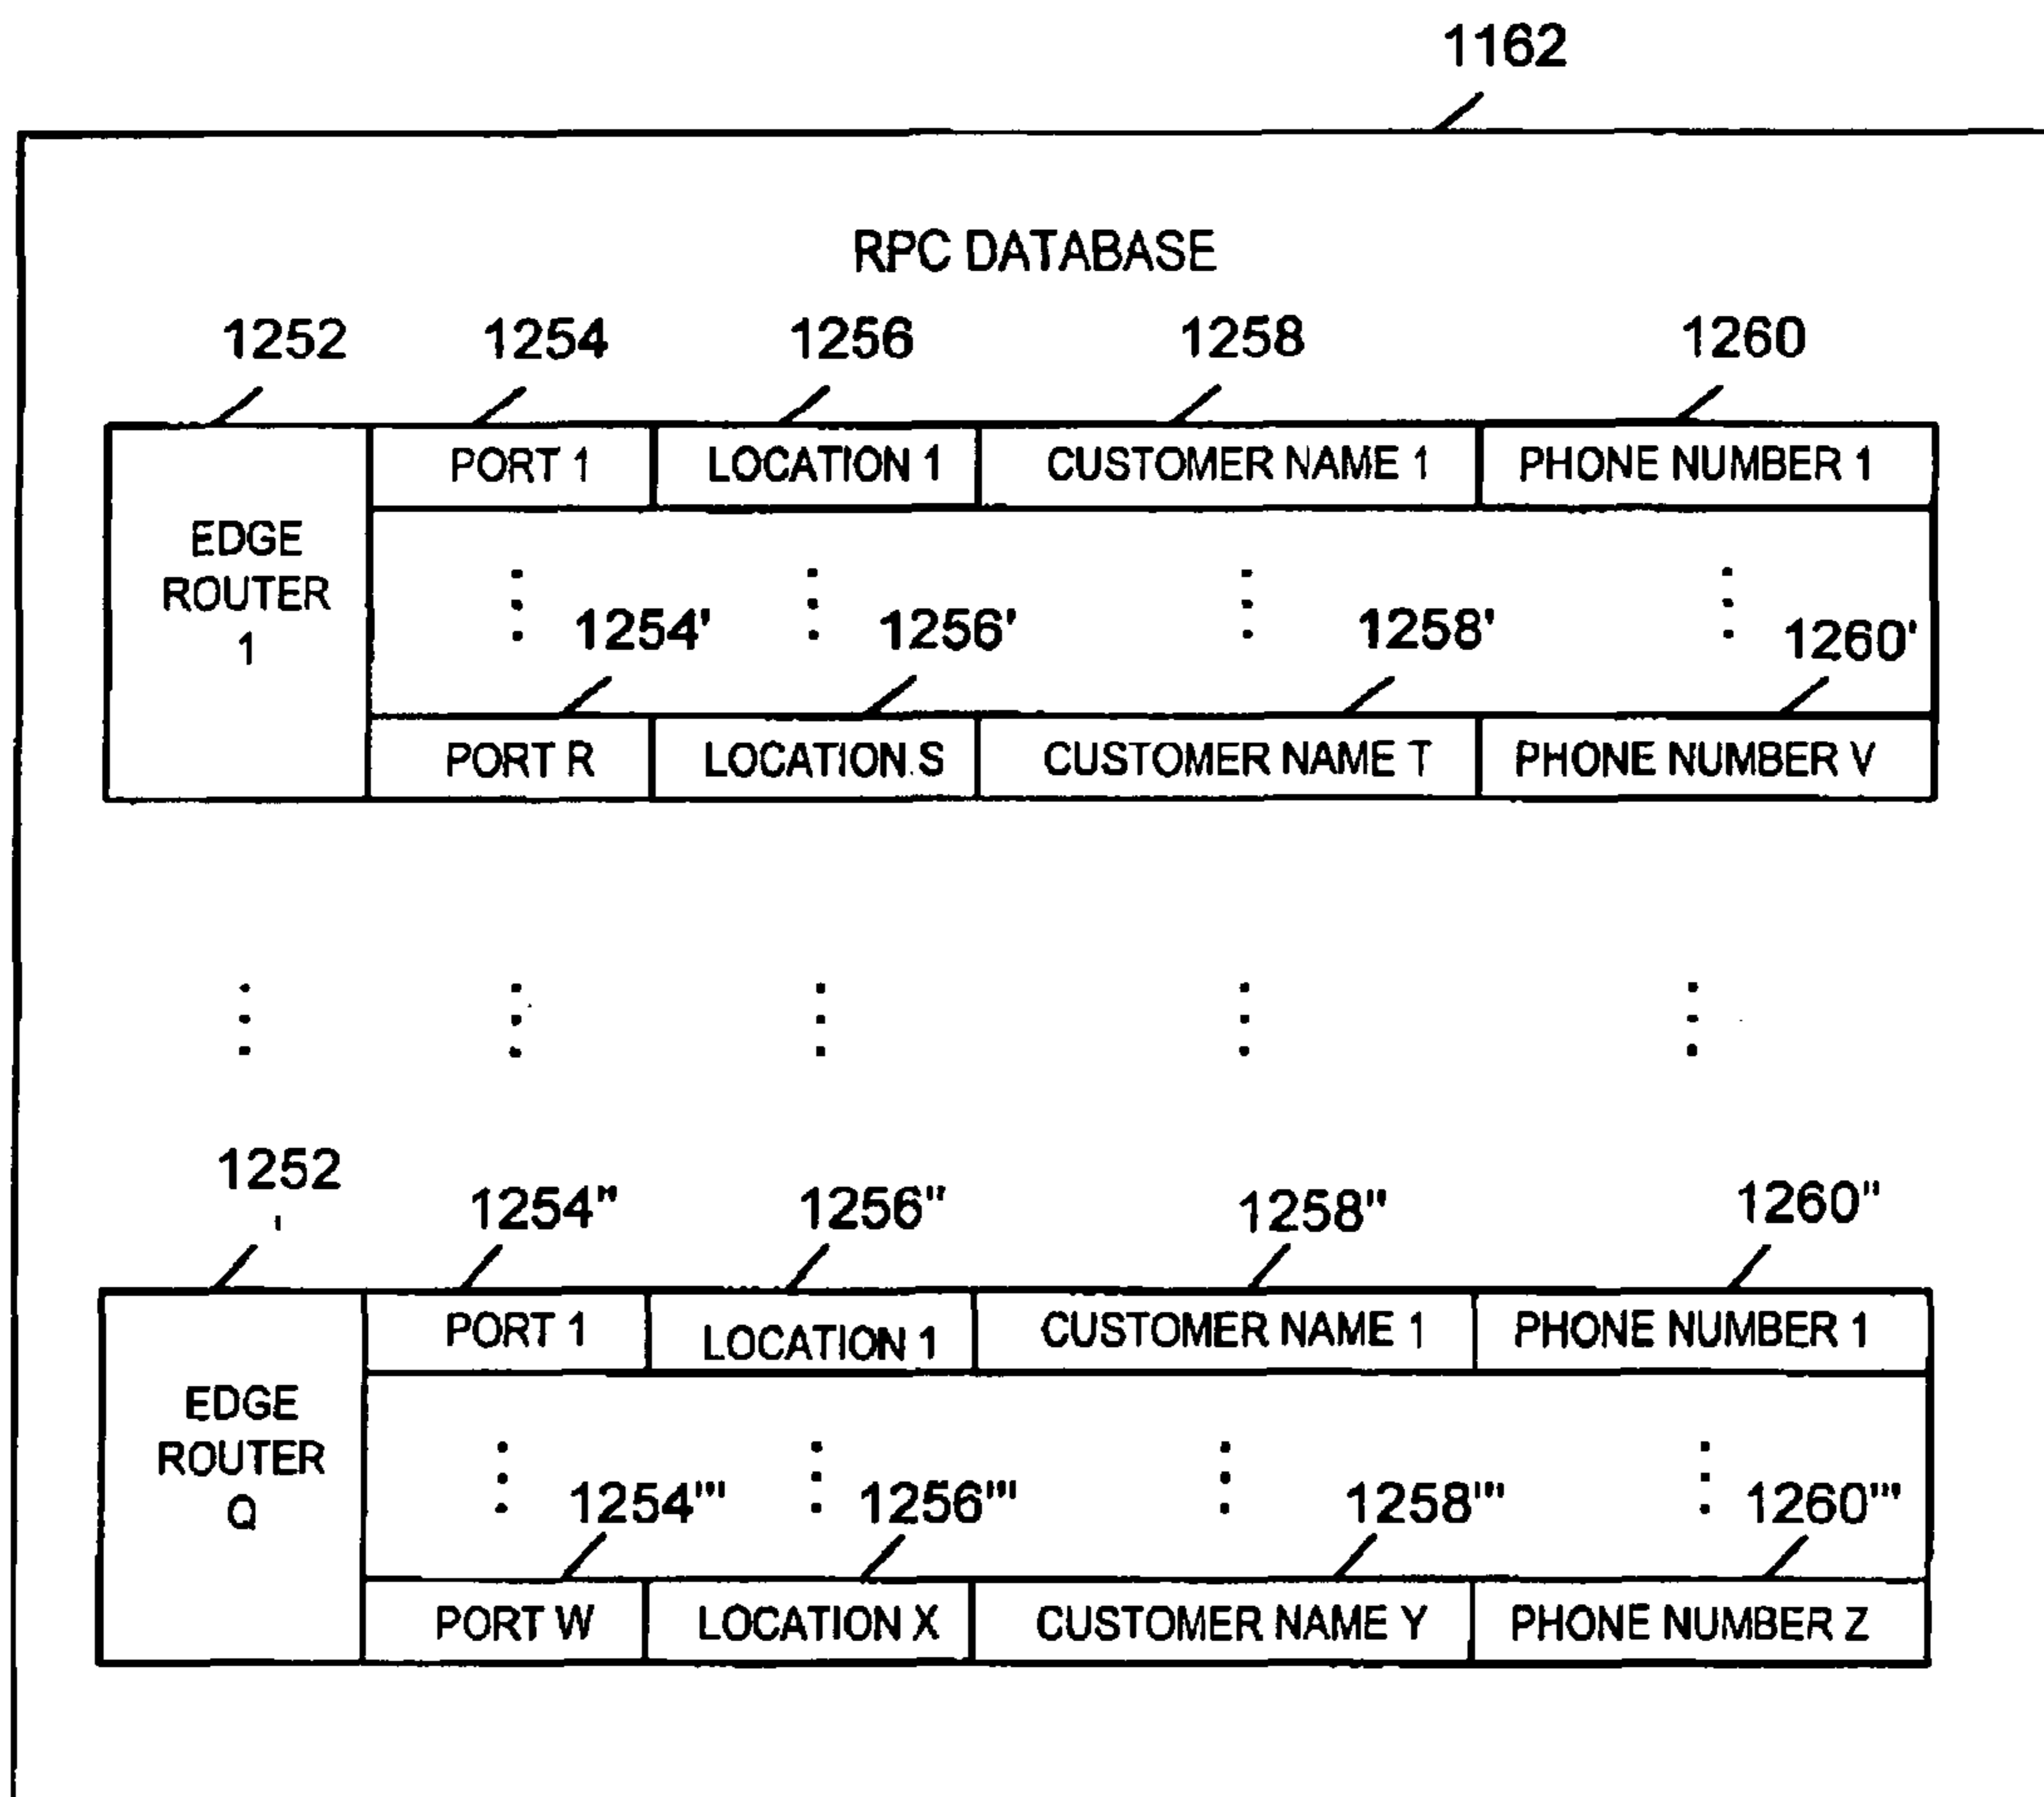 1162
RPC DATABASE
1252 1254 1256 1258 1260
PORT 1 LOCATION 1 CUSTOMER NAME 1 PHONE NUMBER 1
EDGE
ROUTER
1
1254' 1256' 1258' 1260'
PORT R LOCATION S CUSTOMER NAME T PHONE NUMBER V
1252
' 1254" 1256" 1258" 1260"
PORT 1 LOCATION 1 CUSTOMER NAME 1 PHONE NUMBER 1
EDGE
ROUTER
Q
1254"' 1256"' 1258"' 1260"'
PORT W LOCATION X CUSTOMER NAME Y PHONE NUMBER Z